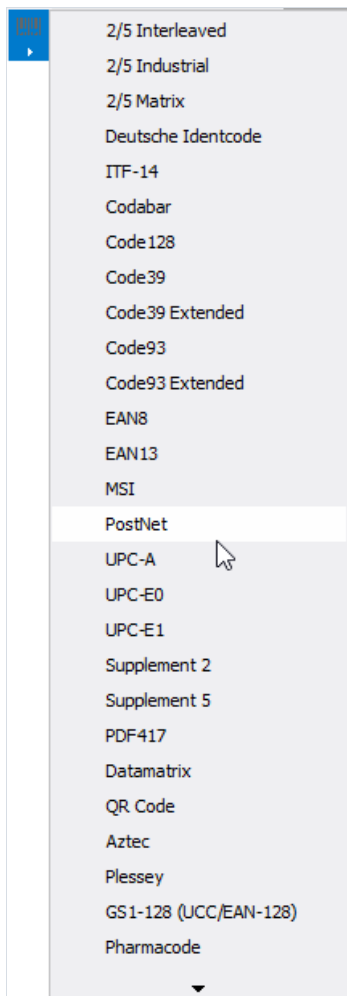 2/5 Interleaved
2/5 Industrial
2/5 Matrix
Deutsche Identcode
ITF-14
Codabar
Code128
Code39
Code39 Extended
Code93
Code93 Extended
EAN8
EAN13
MSI
PostNet
UPC-A
UPC-E0
UPC-E1
Supplement 2
Supplement 5
PDF417
Datamatrix
QR Code
Aztec
Plessey
GS1-128 (UCC/EAN-128)
Pharmacode